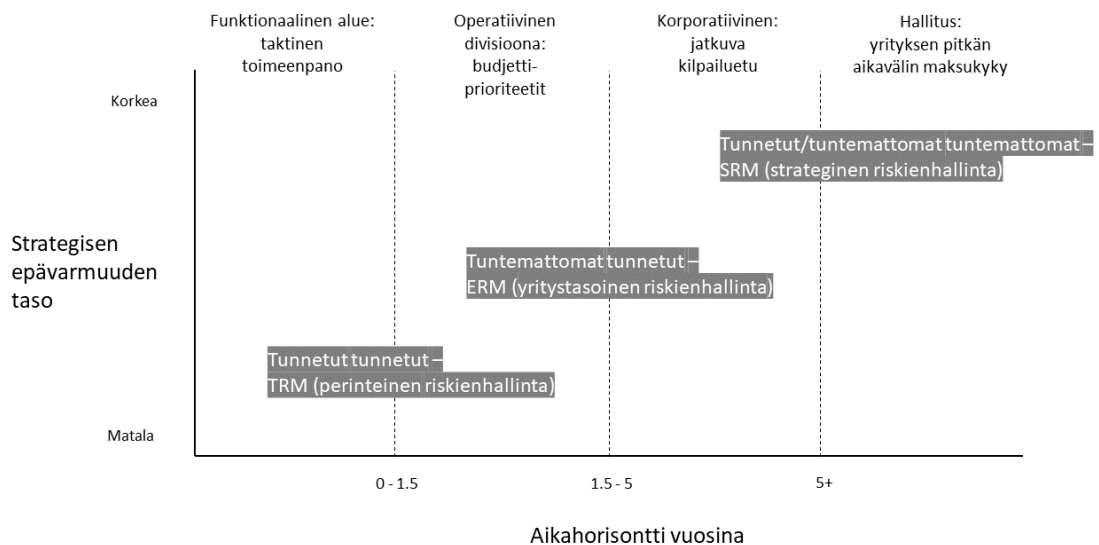 Funktionaalinen alue:
taktinen
toimeenpano
Operatiivinen
divisioona:
budjetti-
prioriteetit
Korporatiivinen:
jatkuva
kilpailuetu
Hallitus:
yrityksen pitkän
aikavälin maksukyky
Korkea
Tunnetut/tuntemattomat tuntemattomat –
SRM (strateginen riskienhallinta)
Strategisen
epävarmuuden
taso
Tuntemattomat tunnetut –
ERM (yritystasoinen riskienhallinta)
Tunnetut tunnetut –
TRM (perinteinen riskienhallinta)
Matala
0 - 1.5
1.5 - 5
5+
Aikahorisontti vuosina